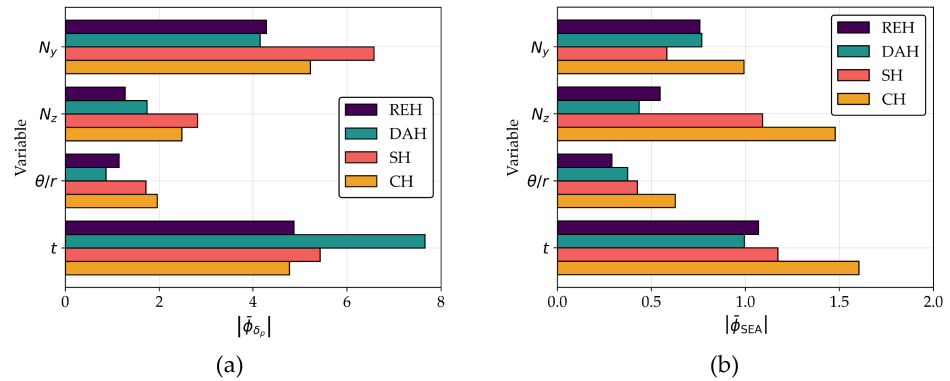 Variable
N_y
N_z
θ/r
t
REH
DAH
SH
CH
0 2 4 6 8
|ϕ̄_δₚ|
(a)
Variable
N_y
N_z
θ/r
t
REH
DAH
SH
CH
0.0 0.5 1.0 1.5 2.0
|ϕ̄_SEA|
(b)